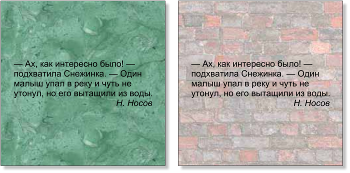 — Ах, как интересно было! —
подхватила Снежинка. — Один
малыш упал в реку и чуть не
утонул, но его вытащили из воды.
Н. Носов
— Ах, как интересно было! —
подхватила Снежинка. — Один
малыш упал в реку и чуть не
утонул, но его вытащили из воды.
Н. Носов